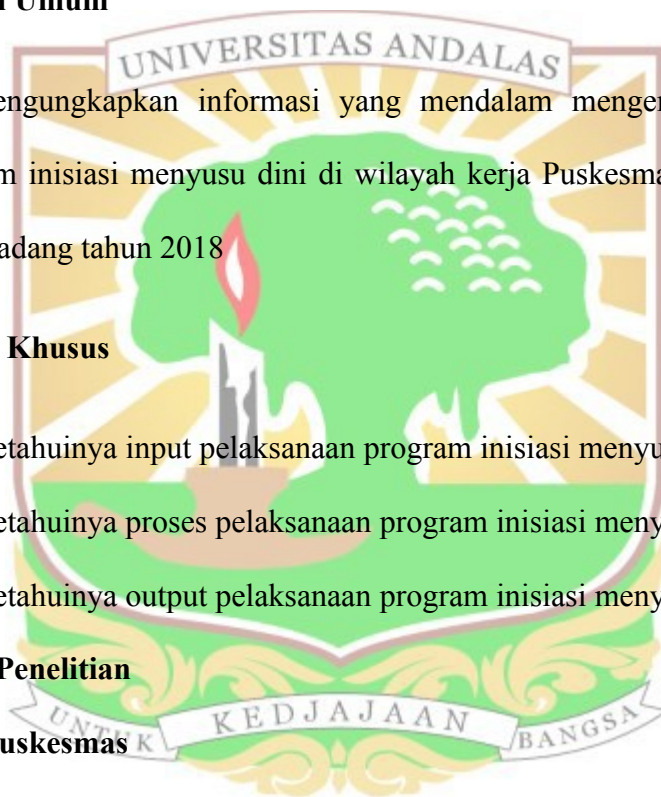 Umum
UNIVERSITAS ANDALAS
engungkapkan informasi yang mendalam menge
m inisiasi menyusu dini di wilayah kerja Puskesma
adang tahun 2018
Khusus
etahuinya input pelaksanaan program inisiasi menyu
etahuinya proses pelaksanaan program inisiasi meny
etahuinya output pelaksanaan program inisiasi meny
Penelitian
uskesmas
UNTUK KEDJAJAAN BANGSA